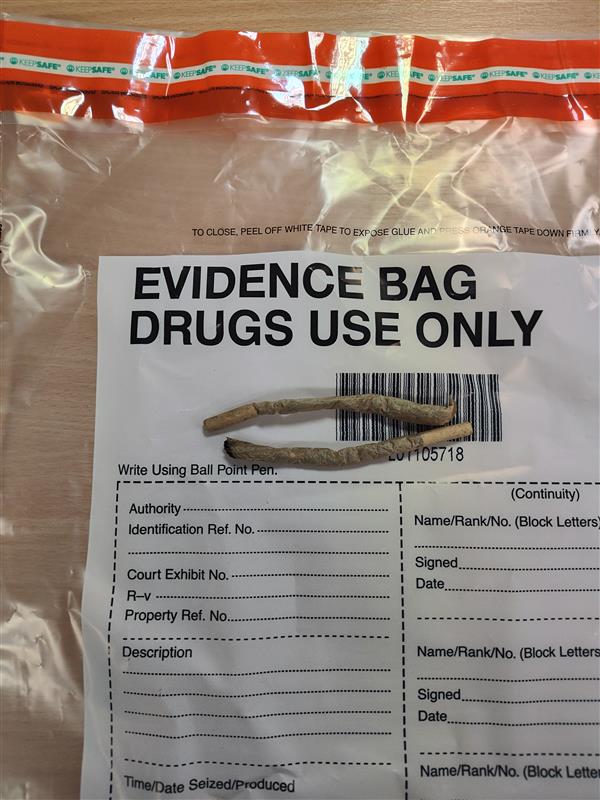 KEEPSAFE® KEEPSAFE® KEEPSAFE® KEEPSAFE® KEEPSAFE® KEEPSAFE® KEEPSAFE® KEEPSAFE® KEEPSAFE®
TO CLOSE, PEEL OFF WHITE TAPE TO EXPOSE GLUE AND PRESS ORANGE TAPE DOWN FIRMLY
EVIDENCE BAG
DRUGS USE ONLY
105718
Write Using Ball Point Pen.
Authority
Identification Ref. No.
Court Exhibit No.
R–v
Property Ref. No.
Description
Time/Date Seized/Produced
(Continuity)
Name/Rank/No. (Block Letters)
Signed
Date
Name/Rank/No. (Block Letters
Signed
Date
Name/Rank/No. (Block Letter